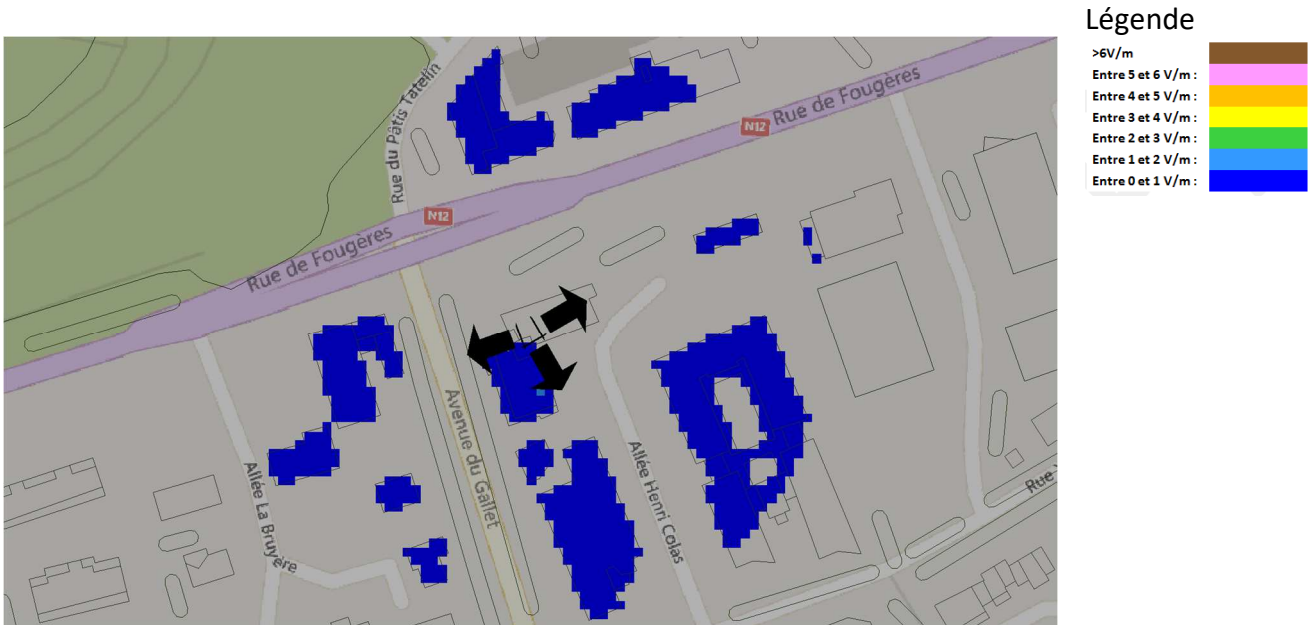 Légende
>6V/m
Entre 5 et 6 V/m :
Entre 4 et 5 V/m :
Entre 3 et 4 V/m :
Entre 2 et 3 V/m :
Entre 1 et 2 V/m :
Entre 0 et 1 V/m :
Rue du Pâtis Tatelin
Rue de Fougères
N12
N12
Rue de Fougères
Avenue du Gallet
Allée Henri Colas
Allée La Bruyère
Rue